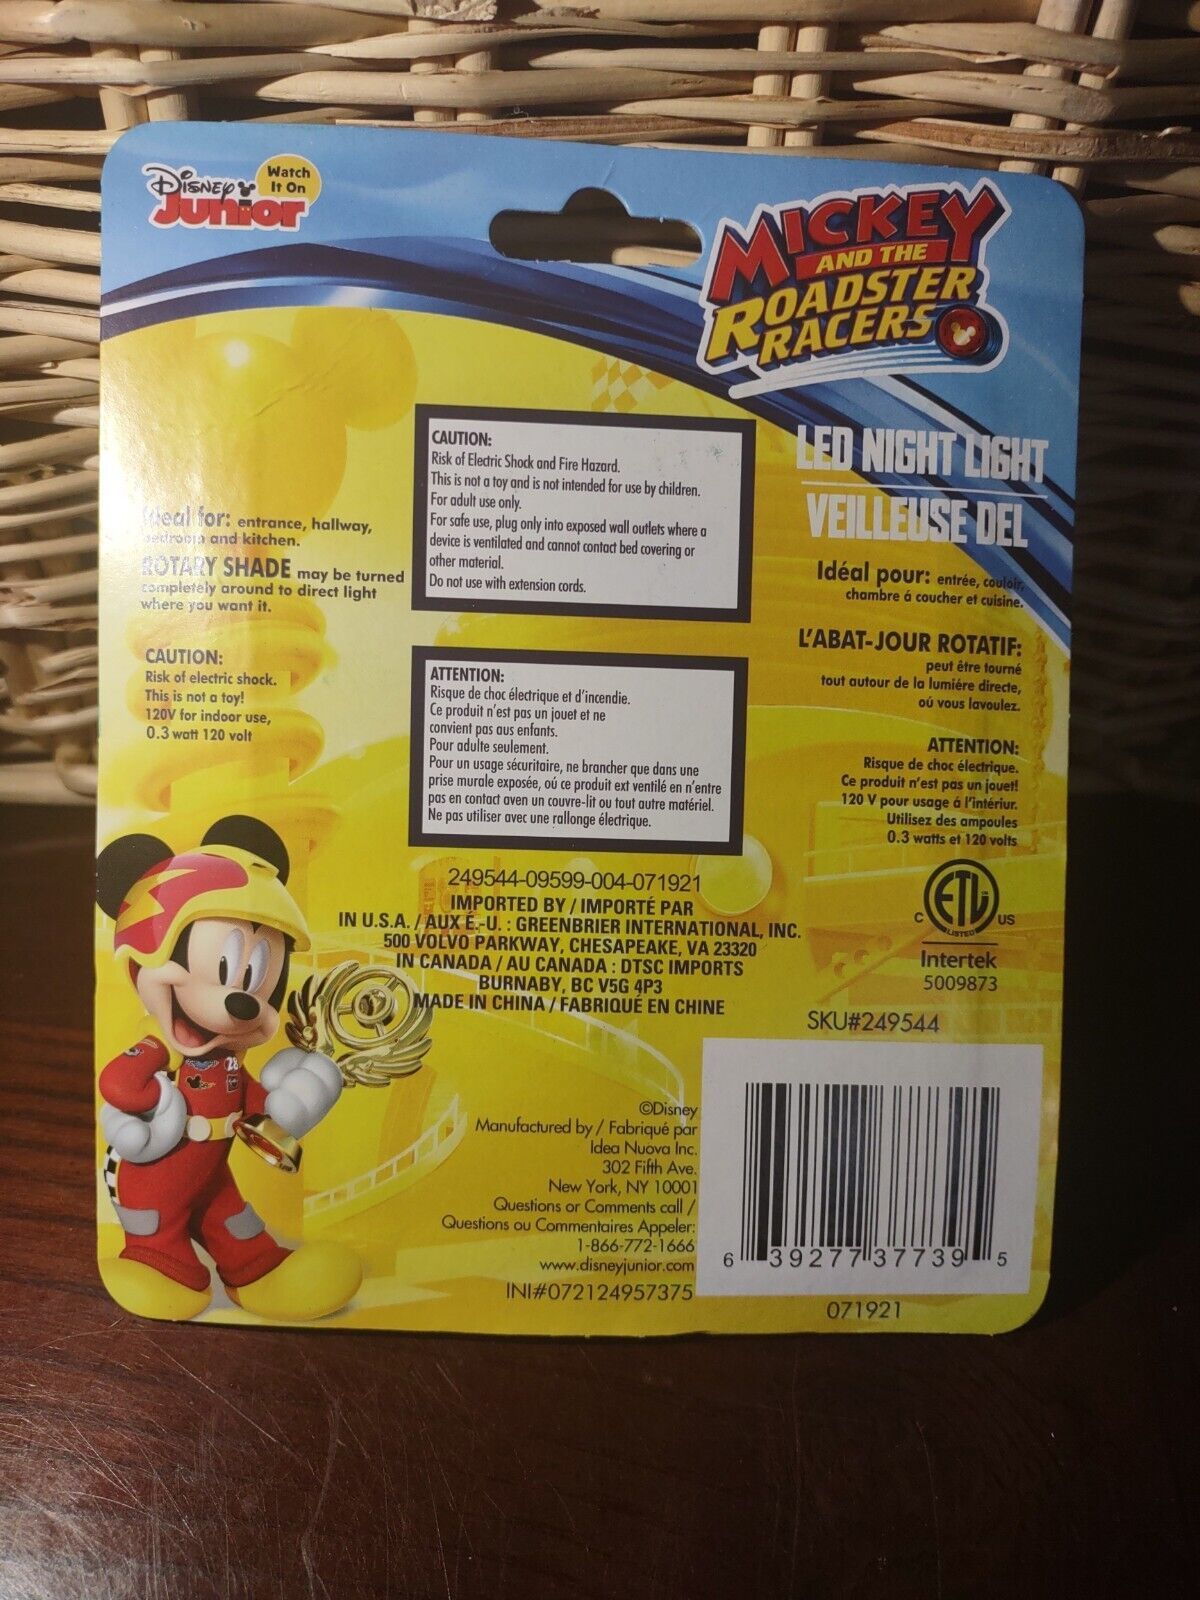 Disney
Junior
Watch
It On
MICKEY
AND THE
ROADSTER
RACERS
LED NIGHT LIGHT
VEILLEUSE DEL
Ideal for: entrance, hallway,
bedroom and kitchen.
ROTARY SHADE may be turned
completely around to direct light
where you want it.
CAUTION:
Risk of electric shock.
This is not a toy!
120V for indoor use,
0.3 watt 120 volt
CAUTION:
Risk of Electric Shock and Fire Hazard.
This is not a toy and is not intended for use by children.
For adult use only.
For safe use, plug only into exposed wall outlets where a
device is ventilated and cannot contact bed covering or
other material.
Do not use with extension cords.
ATTENTION:
Risque de choc électrique et d'incendie.
Ce produit n'est pas un jouet et ne
convient pas aus enfants.
Pour adulte seulement.
Pour un usage sécuritaire, ne brancher que dans une
prise murale exposée, oú ce produit ext ventilé en n'entre
pas en contact aven un couvre-lit ou tout autre matériel.
Ne pas utiliser avec une rallonge électrique.
Idéal pour: entrée, couloir,
chambre á coucher et cuisine.
L'ABAT-JOUR ROTATIF:
peut être tourné
tout autour de la lumiére directe,
oú vous lavoulez.
ATTENTION:
Risque de choc électrique.
Ce produit n'est pas un jouet!
120 V pour usage á l'intériur.
Utilisez des ampoules
0.3 watts et 120 volts
249544-09599-004-071921
IMPORTED BY / IMPORTÉ PAR
IN U.S.A. / AUX É.-U. : GREENBRIER INTERNATIONAL, INC.
500 VOLVO PARKWAY, CHESAPEAKE, VA 23320
IN CANADA / AU CANADA : DTSC IMPORTS
BURNABY, BC V5G 4P3
MADE IN CHINA / FABRIQUÉ EN CHINE
C ETL US
LISTED
Intertek
5009873
SKU#249544
28
©Disney
Manufactured by / Fabriqué par
Idea Nuova Inc.
302 Fifth Ave.
New York, NY 10001
Questions or Comments call /
Questions ou Commentaires Appeler:
1-866-772-1666
www.disneyjunior.com
INI#072124957375
6 39277 37739 5
071921